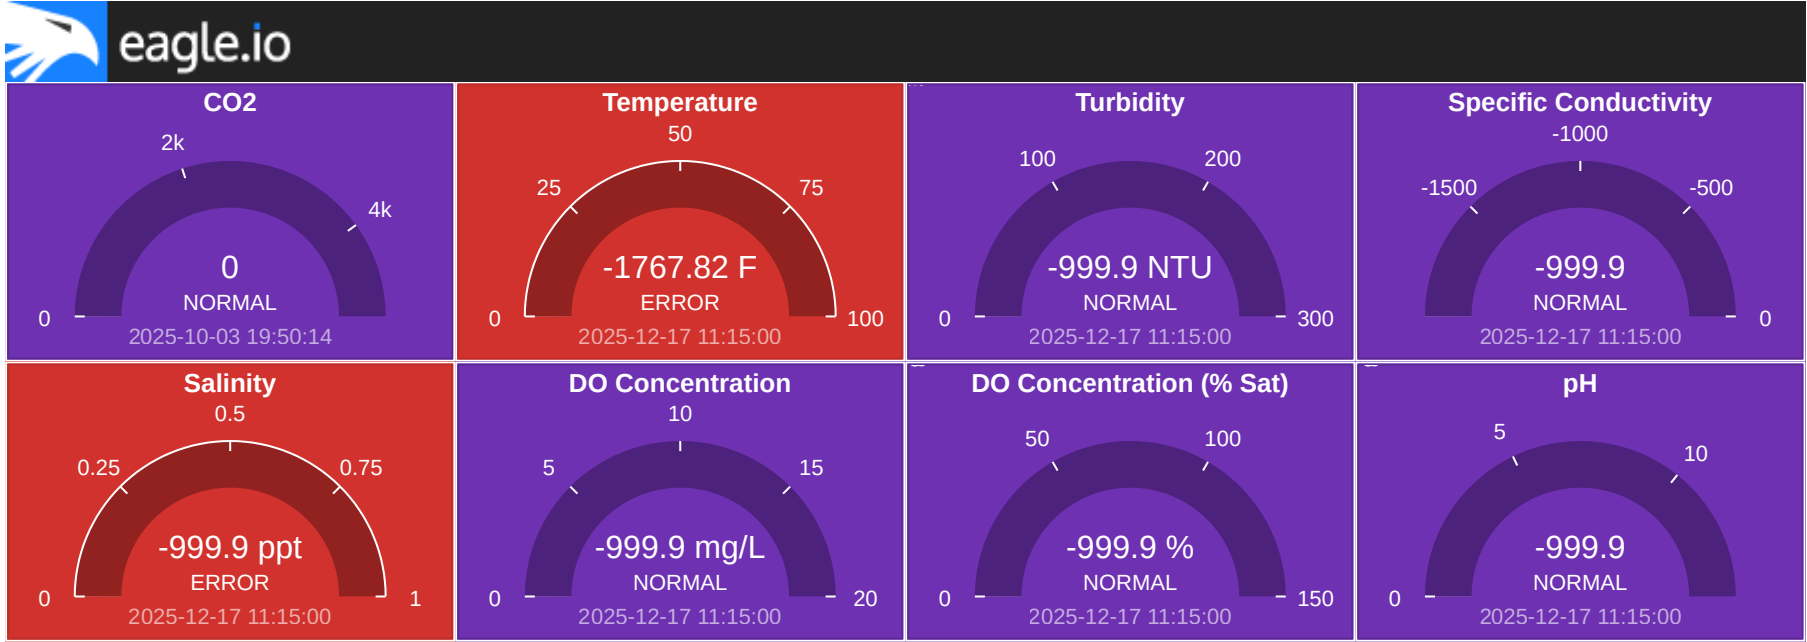 eagle.io
CO2
2k
4k
0
NORMAL
0
2025-10-03 19:50:14
Temperature
50
25
75
-1767.82 F
ERROR
0
100
2025-12-17 11:15:00
Turbidity
100
200
-999.9 NTU
NORMAL
0
300
2025-12-17 11:15:00
Specific Conductivity
-1000
-1500
-500
-999.9
NORMAL
0
2025-12-17 11:15:00
Salinity
0.5
0.25
0.75
-999.9 ppt
ERROR
0
1
2025-12-17 11:15:00
DO Concentration
10
5
15
-999.9 mg/L
NORMAL
0
20
2025-12-17 11:15:00
DO Concentration (% Sat)
50
100
-999.9 %
NORMAL
0
150
2025-12-17 11:15:00
pH
5
10
-999.9
NORMAL
0
2025-12-17 11:15:00